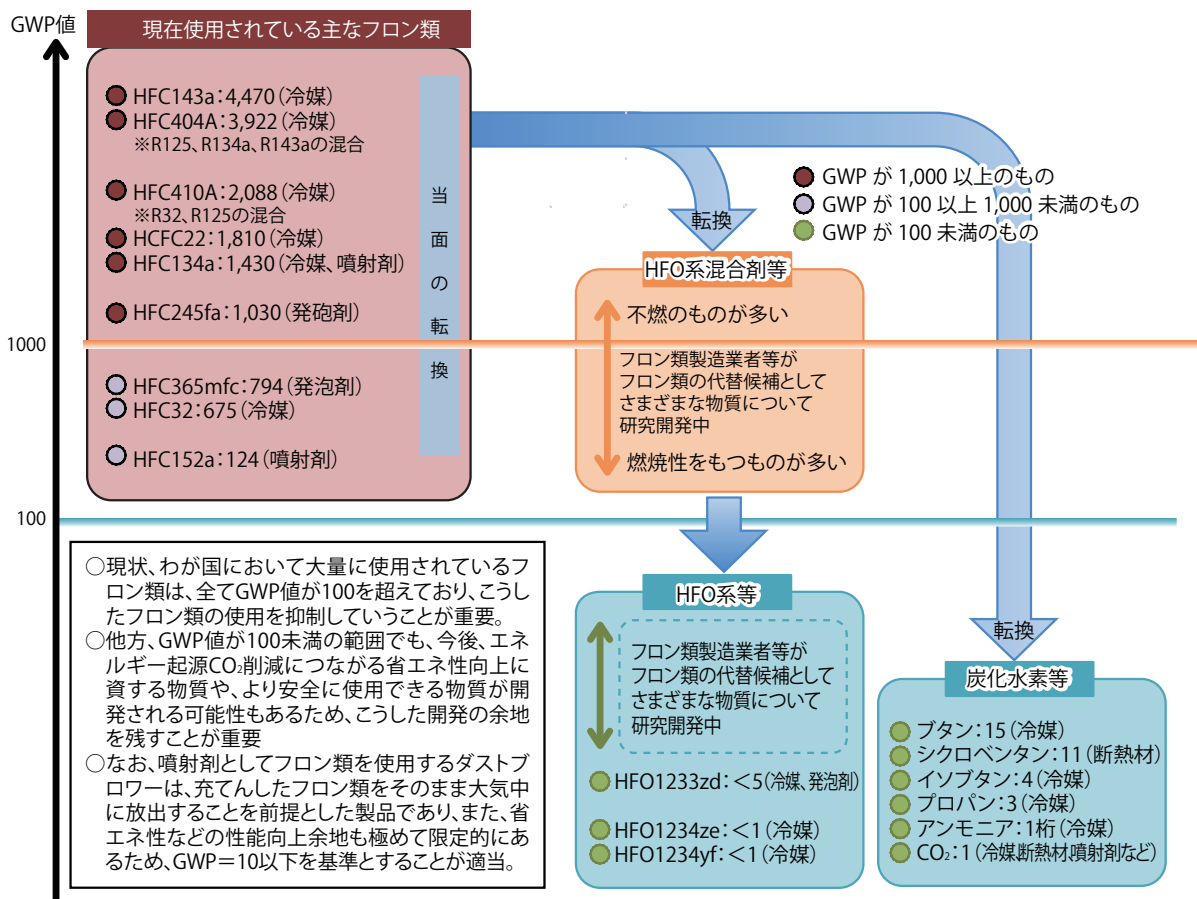 GWP値
現在使用されている主なフロン類
HFC143a：4,470（冷媒）
HFC404A：3,922（冷媒）
※R125、R134a、R143aの混合
HFC410A：2,088（冷媒）
※R32、R125の混合
HCFC22：1,810（冷媒）
HFC134a：1,430（冷媒、噴射剤）
HFC245fa：1,030（発砲剤）
1000
HFC365mfc：794（発泡剤）
HFC32：675（冷媒）
HFC152a：124（噴射剤）
100
当面の転換
転換
GWP が 1,000 以上のもの
GWP が 100 以上 1,000 未満のもの
GWP が 100 未満のもの
HFO系混合剤等
不燃のものが多い
フロン類製造業者等が
フロン類の代替候補として
さまざまな物質について
研究開発中
燃焼性をもつものが多い
○現状、わが国において大量に使用されているフ
ロン類は、全てGWP値が100を超えており、こうし
たフロン類の使用を抑制していうことが重要。
○他方、GWP値が100未満の範囲でも、今後、エネ
ルギー起源CO₂削減につながる省エネ性向上に
資する物質や、より安全に使用できる物質が開
発される可能性もあるため、こうした開発の余地
を残すことが重要
○なお、噴射剤としてフロン類を使用するダストブ
ロワーは、充てんしたフロン類をそのまま大気中
に放出することを前提とした製品であり、また、省
エネ性などの性能向上余地も極めて限定的にあ
るため、GWP＝10以下を基準とすることが適当。
HFO系等
フロン類製造業者等が
フロン類の代替候補として
さまざまな物質について
研究開発中
HFO1233zd：<5（冷媒、発泡剤）
HFO1234ze：<1（冷媒）
HFO1234yf：<1（冷媒）
転換
炭化水素等
ブタン：15（冷媒）
シクロペンタン：11（断熱材）
イソブタン：4（冷媒）
プロパン：3（冷媒）
アンモニア：1桁（冷媒）
CO₂：1（冷媒、断熱材、噴射剤など）